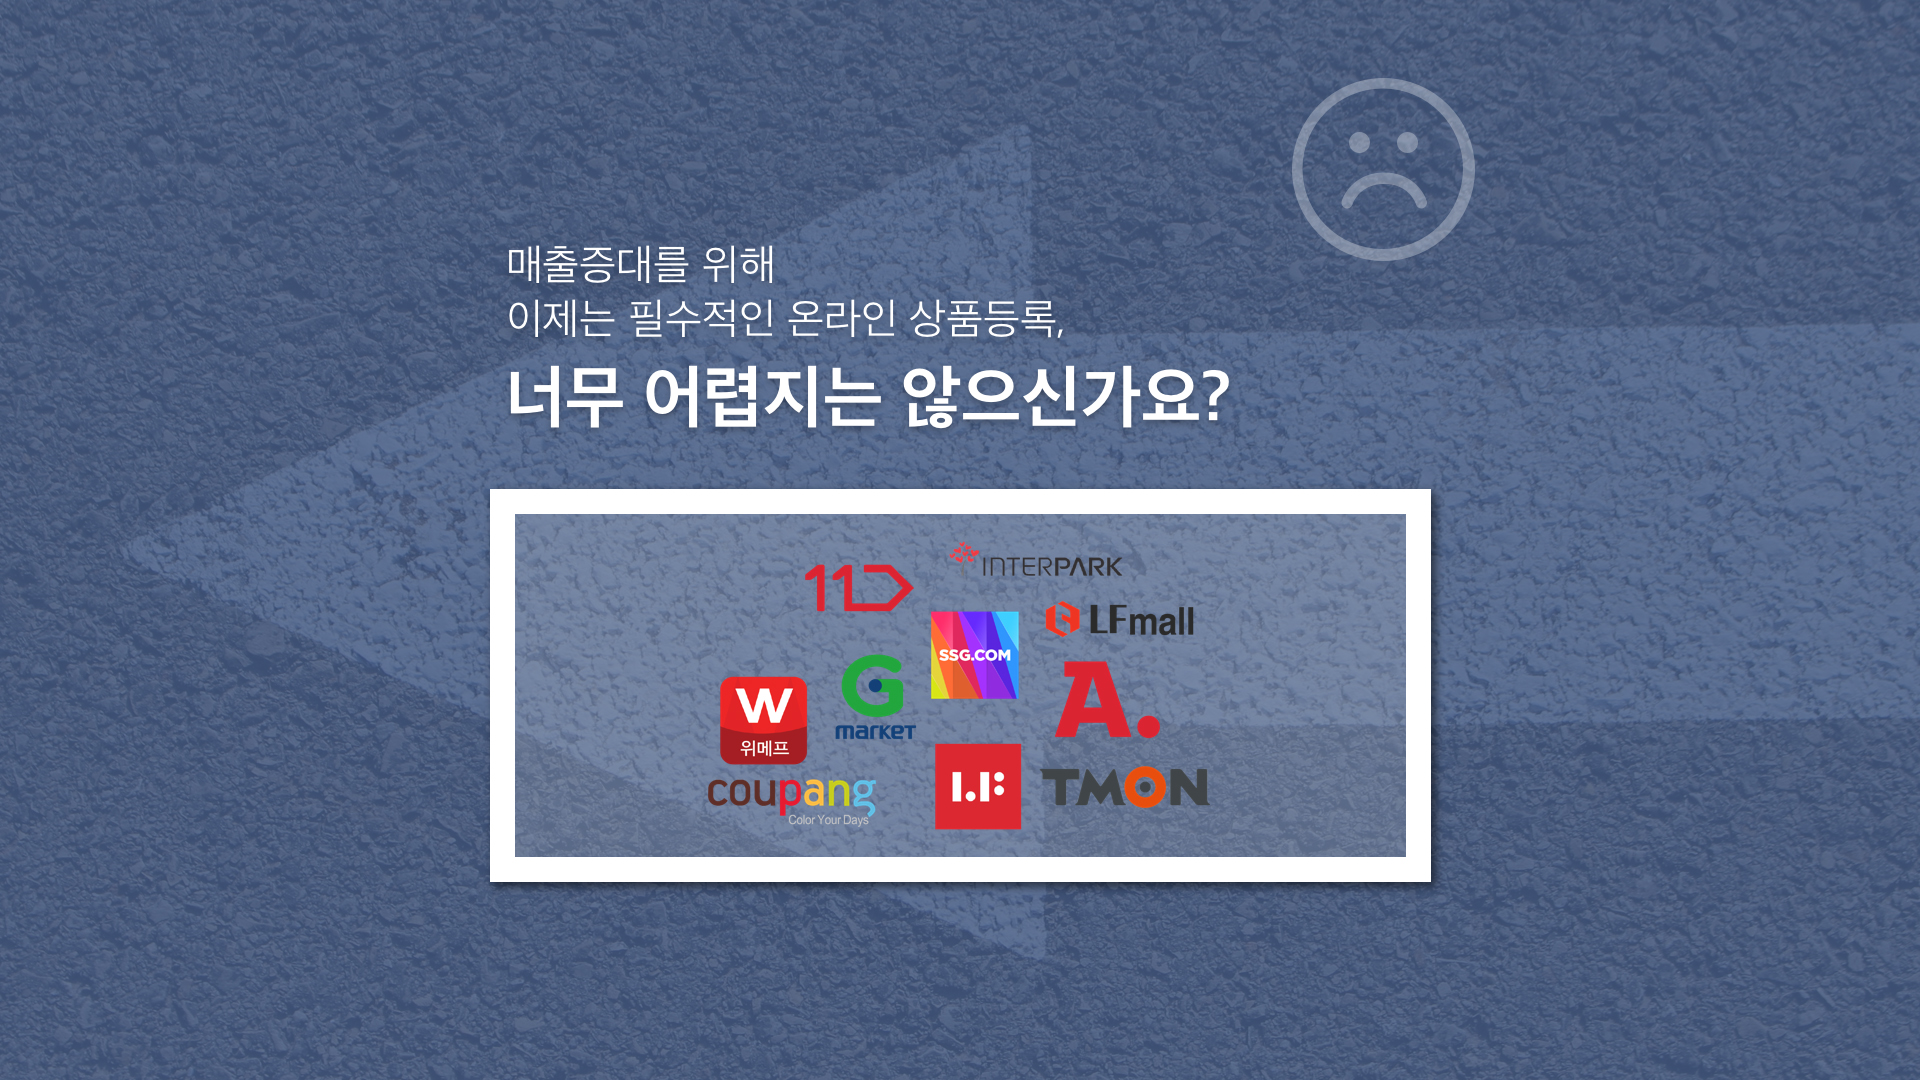 매출증대를 위해
이제는 필수적인 온라인 상품등록,
너무 어렵지는 않으신가요?
INTERPARK
11
LFmall
SSG.COM
G
market
A.
W
위메프
coupang
Color Your Days
TMON